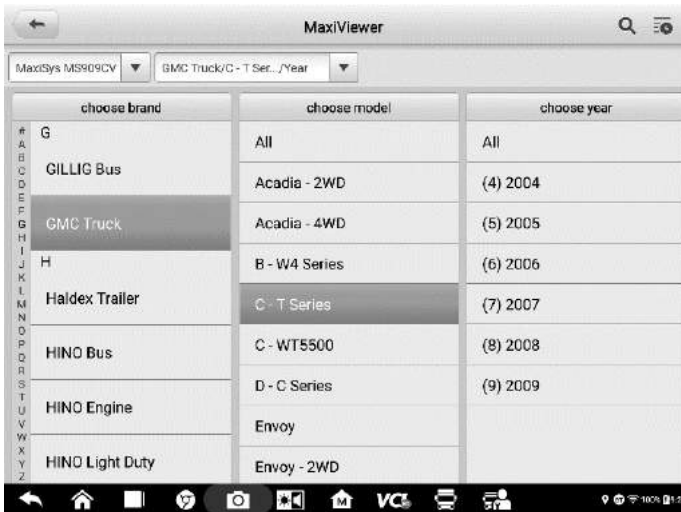 MaxiViewer
MaxiSys MS909CV
GMC Truck/C - T Ser.../Year
choose brand
choose model
choose year
#
A
B
C
D
E
F
G
H
I
J
K
L
M
N
O
P
Q
R
S
T
U
V
W
X
Y
Z
G
GILLIG Bus
GMC Truck
H
Haldex Trailer
HINO Bus
HINO Engine
HINO Light Duty
All
Acadia - 2WD
Acadia - 4WD
B - W4 Series
C - T Series
C - WT5500
D - C Series
Envoy
Envoy - 2WD
All
(4) 2004
(5) 2005
(6) 2006
(7) 2007
(8) 2008
(9) 2009
M
VCI
100%